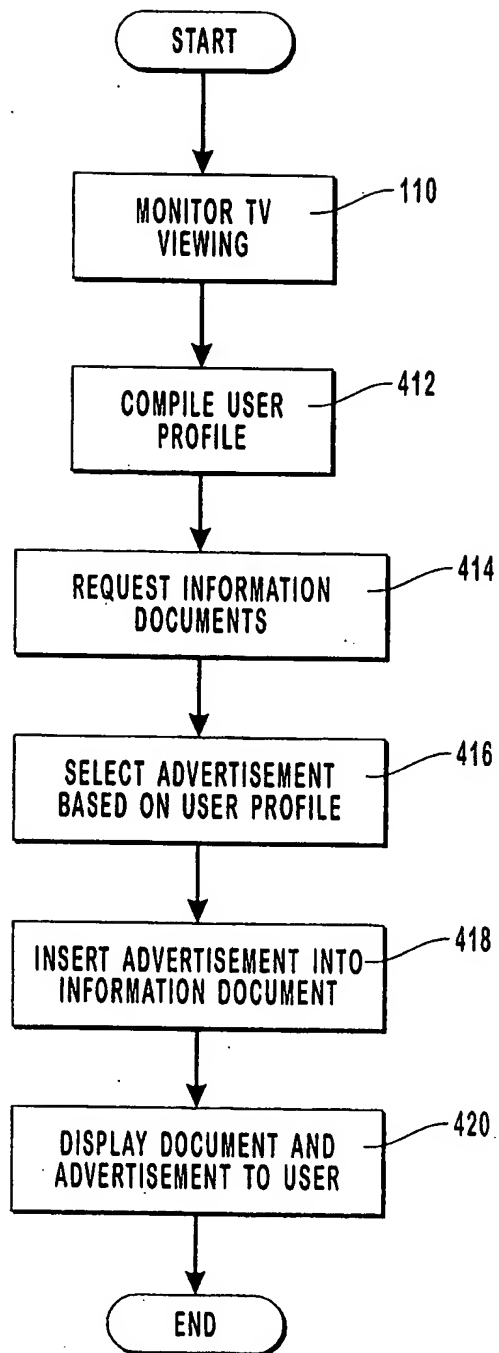 START
MONITOR TV
VIEWING
110
COMPILE USER
PROFILE
412
REQUEST INFORMATION
DOCUMENTS
414
SELECT ADVERTISEMENT
BASED ON USER PROFILE
416
INSERT ADVERTISEMENT INTO
INFORMATION DOCUMENT
418
DISPLAY DOCUMENT AND
ADVERTISEMENT TO USER
420
END